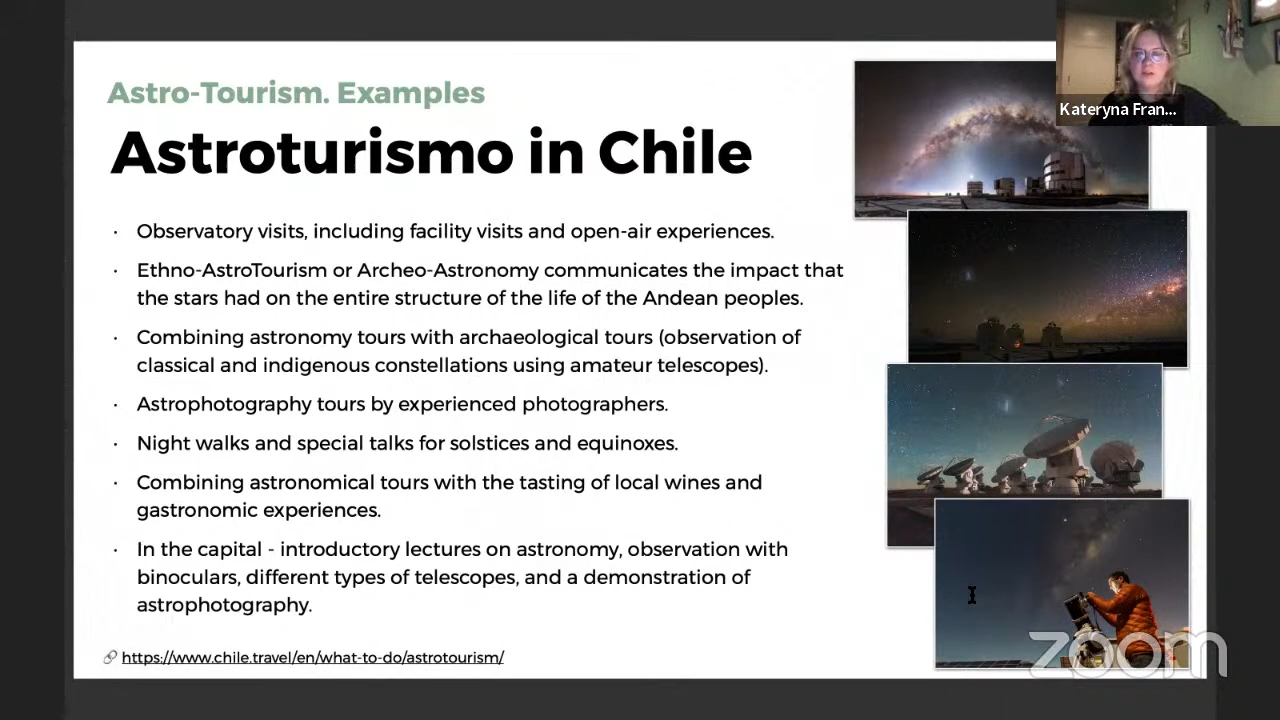 Astro-Tourism. Examples
Astroturismo in Chile
Kateryna Fran...
· Observatory visits, including facility visits and open-air experiences.
· Ethno-AstroTourism or Archeo-Astronomy communicates the impact that
the stars had on the entire structure of the life of the Andean peoples.
· Combining astronomy tours with archaeological tours (observation of
classical and indigenous constellations using amateur telescopes).
· Astrophotography tours by experienced photographers.
· Night walks and special talks for solstices and equinoxes.
· Combining astronomical tours with the tasting of local wines and
gastronomic experiences.
· In the capital - introductory lectures on astronomy, observation with
binoculars, different types of telescopes, and a demonstration of
astrophotography.
https://www.chile.travel/en/what-to-do/astrotourism/
zoom